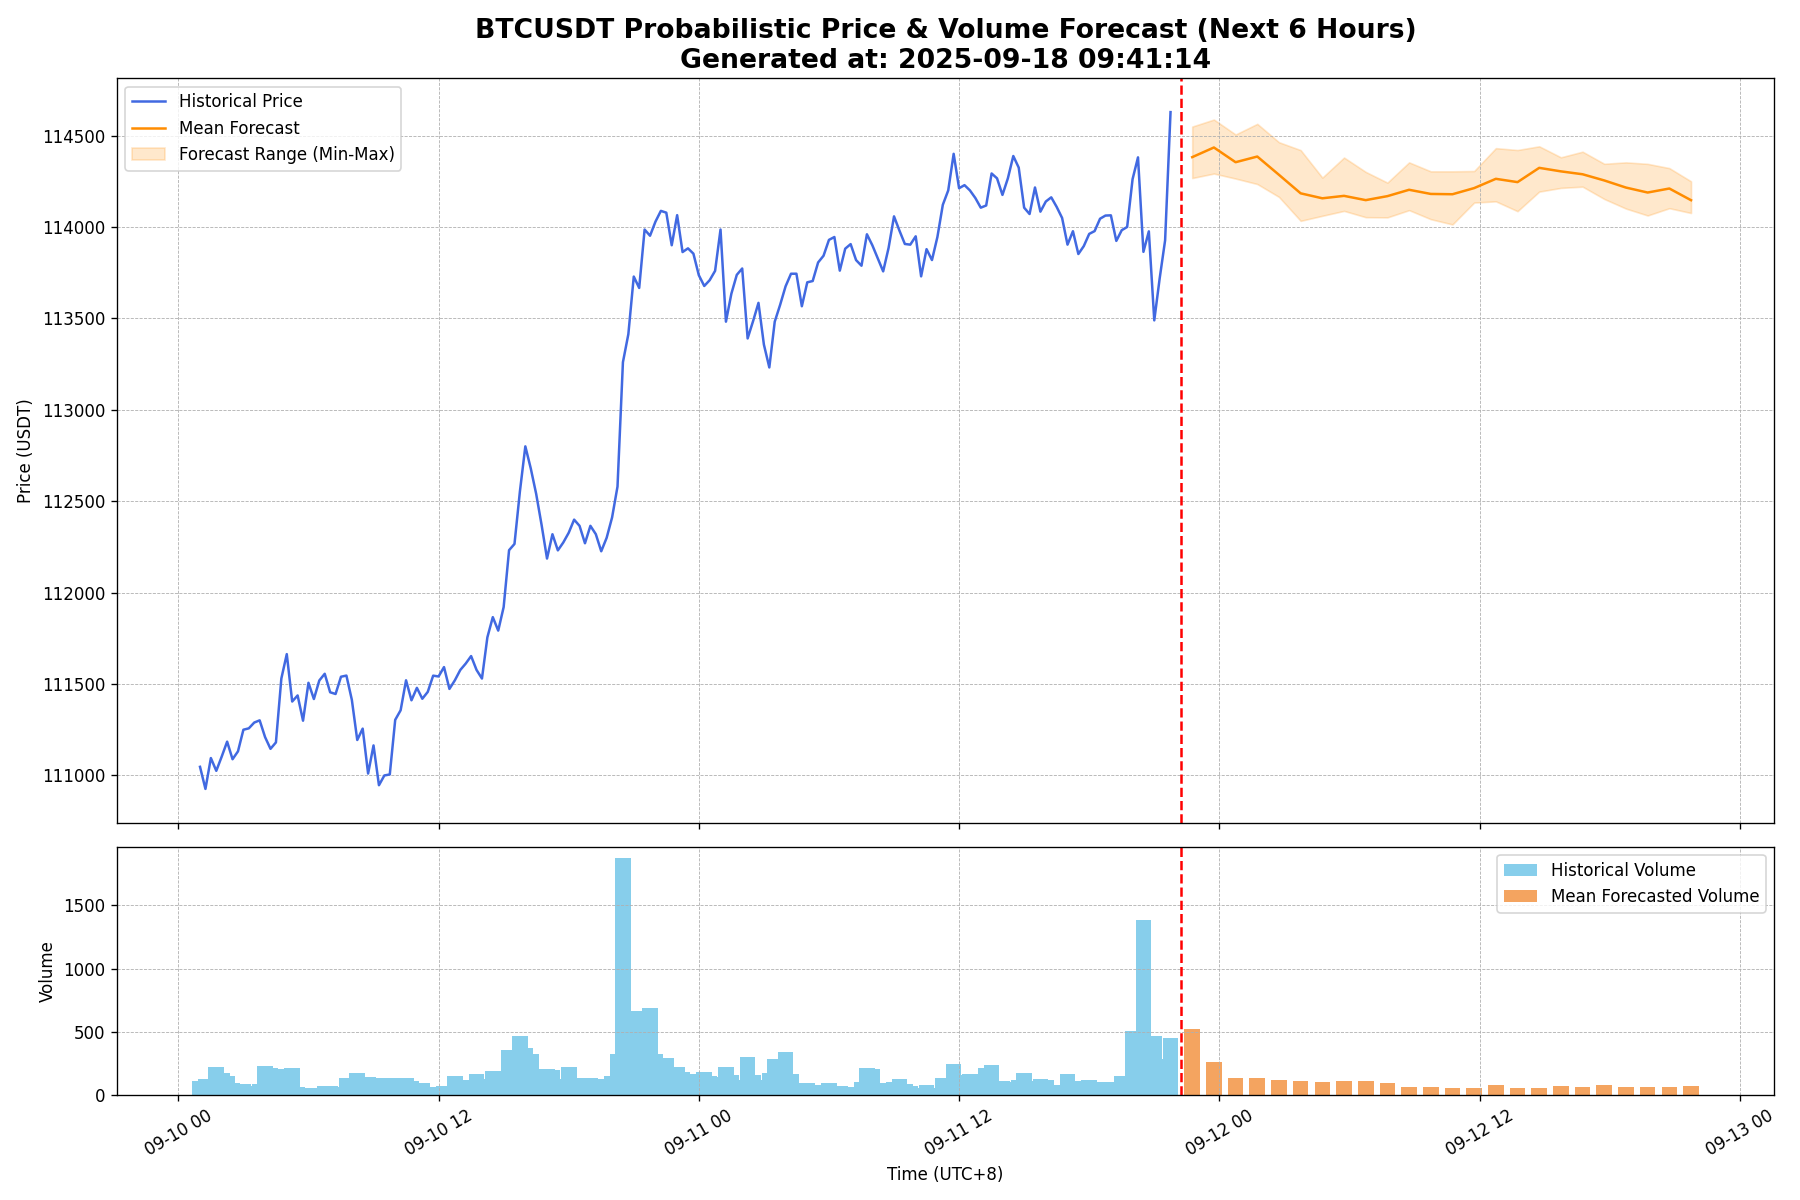 BTCUSDT Probabilistic Price & Volume Forecast (Next 6 Hours)
Generated at: 2025-09-18 09:41:14
Historical Price
Mean Forecast
Forecast Range (Min-Max)
114500
114000
113500
113000
112500
112000
111500
111000
Price (USDT)
Historical Volume
Mean Forecasted Volume
1500
1000
500
0
Volume
09-10 00
09-10 12
09-11 00
09-11 12
09-12 00
09-12 12
09-13 00
Time (UTC+8)